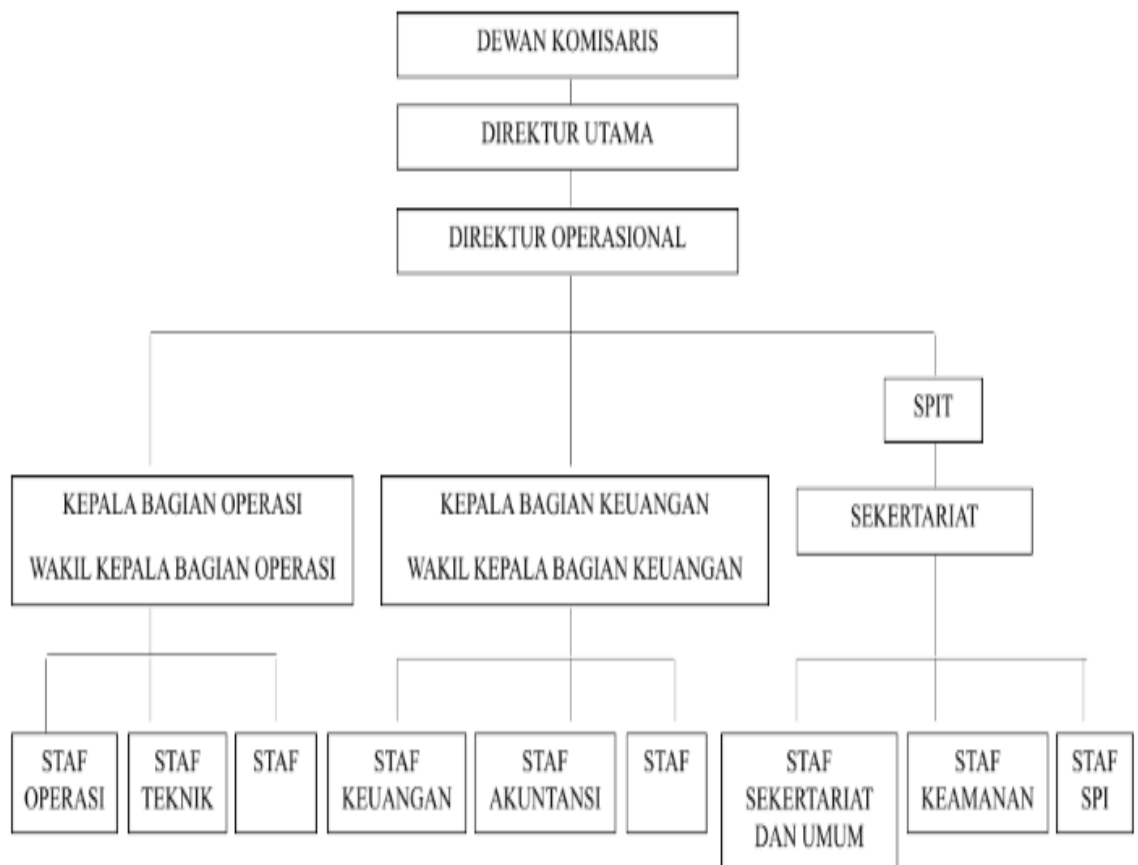 DEWAN KOMISARIS
DIREKTUR UTAMA
DIREKTUR OPERASIONAL
SPIT
KEPALA BAGIAN OPERASI
WAKIL KEPALA BAGIAN OPERASI
KEPALA BAGIAN KEUANGAN
WAKIL KEPALA BAGIAN KEUANGAN
SEKERTARIAT
STAF
OPERASI
STAF
TEKNIK
STAF
STAF
KEUANGAN
STAF
AKUNTANSI
STAF
STAF
SEKERTARIAT
DAN UMUM
STAF
KEAMANAN
STAF
SPI